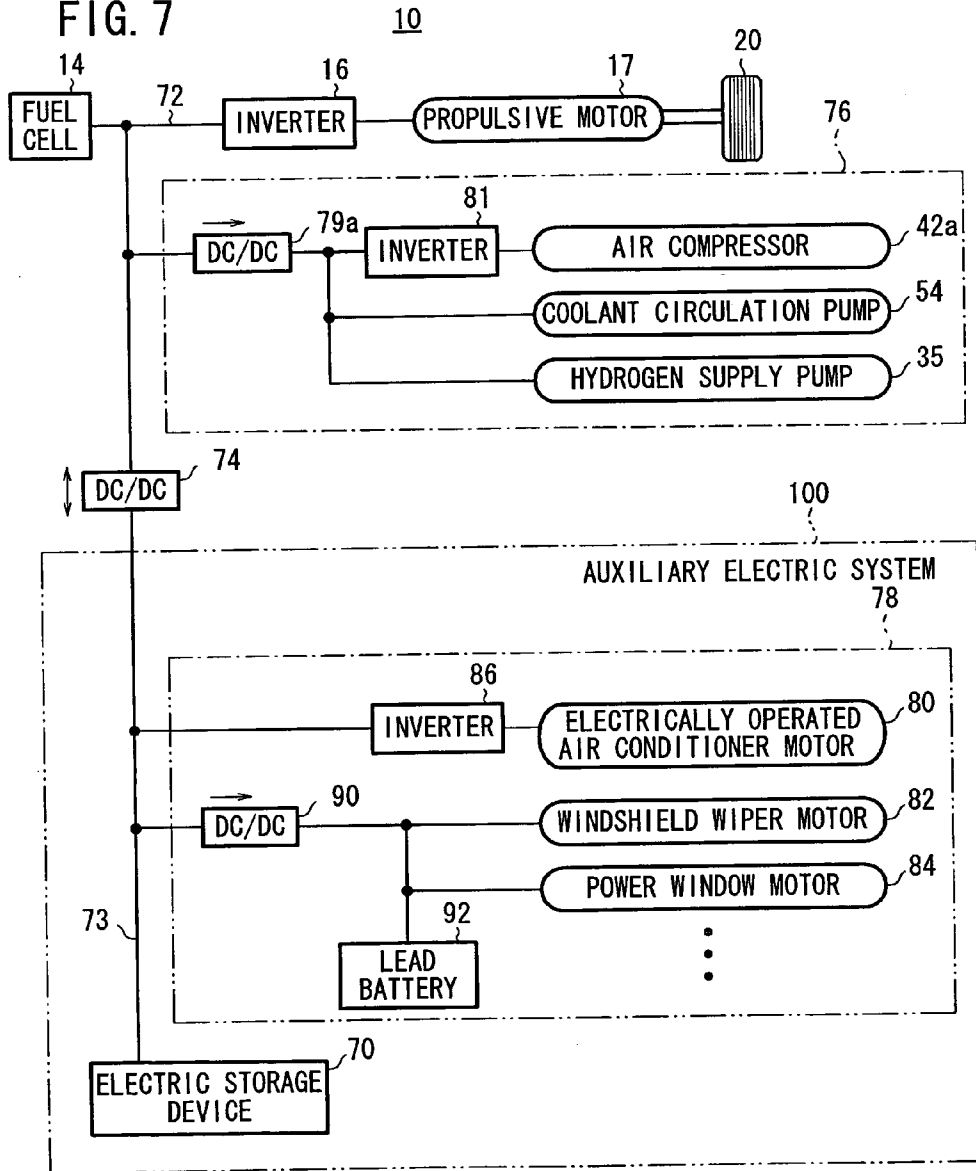 FIG. 7
10
14
FUEL
CELL
72
16
INVERTER
17
PROPULSIVE MOTOR
20
76
79a
DC/DC
81
INVERTER
AIR COMPRESSOR
42a
COOLANT CIRCULATION PUMP
54
HYDROGEN SUPPLY PUMP
35
74
DC/DC
100
AUXILIARY ELECTRIC SYSTEM
78
86
INVERTER
ELECTRICALLY OPERATED
AIR CONDITIONER MOTOR
80
90
DC/DC
WINDSHIELD WIPER MOTOR
82
POWER WINDOW MOTOR
84
73
92
LEAD
BATTERY
70
ELECTRIC STORAGE
DEVICE